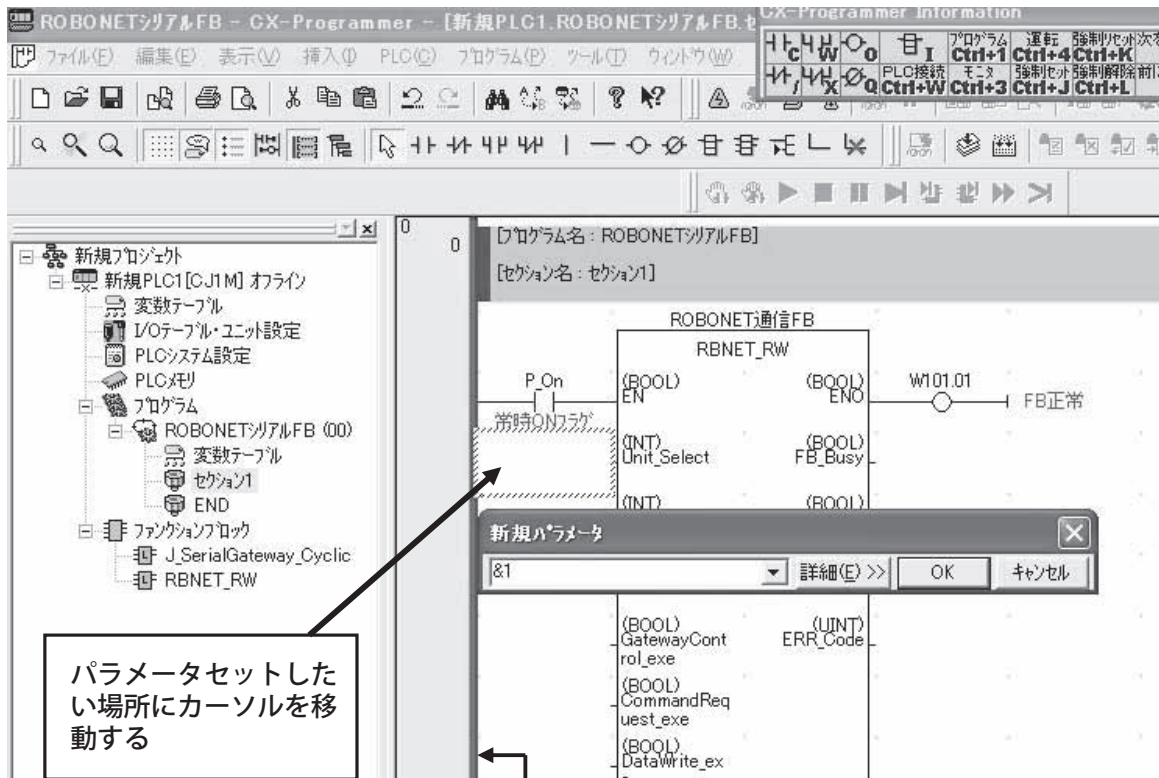 ROBONETシリアルFB - CX-Programmer - [新規PLC1.ROBONETシリアルFB.セ
CX-Programmer Information
C W O I プログラム 運転 強制リセット 次を
Ctrl+1 Ctrl+4 Ctrl+K
/ X Q PLC接続 モニタ 強制セット 強制解除 前に
Ctrl+W Ctrl+3 Ctrl+J Ctrl+L
ファイル(F) 編集(E) 表示(V) 挿入(I) PLC(C) プログラム(P) ツール(T) ウィンドウ(W)
新規プロジェクト
新規PLC1[CJ1M] オフライン
変数テーブル
I/Oテーブル・ユニット設定
PLCシステム設定
PLCメモリ
プログラム
ROBONETシリアルFB (00)
変数テーブル
セクション1
END
ファンクションブロック
J_SerialGateway_Cyclic
RBNET_RW
パラメータセットした
い場所にカーソルを移
動する
0
0
[プログラム名 : ROBONETシリアルFB]
[セクション名 : セクション1]
ROBONET通信FB
RBNET_RW
P_On
常時ONフラグ
(BOOL) (BOOL)
EN ENO
W101.01
FB正常
(INT) (BOOL)
Unit_Select FB_Busy
(INT) (BOOL)
新規パラメータ
&1 詳細(E) >> OK キャンセル
(BOOL) (UINT)
GatewayCont ERR_Code
rol_exe
(BOOL)
CommandReq
uest_exe
(BOOL)
DataWrite_ex